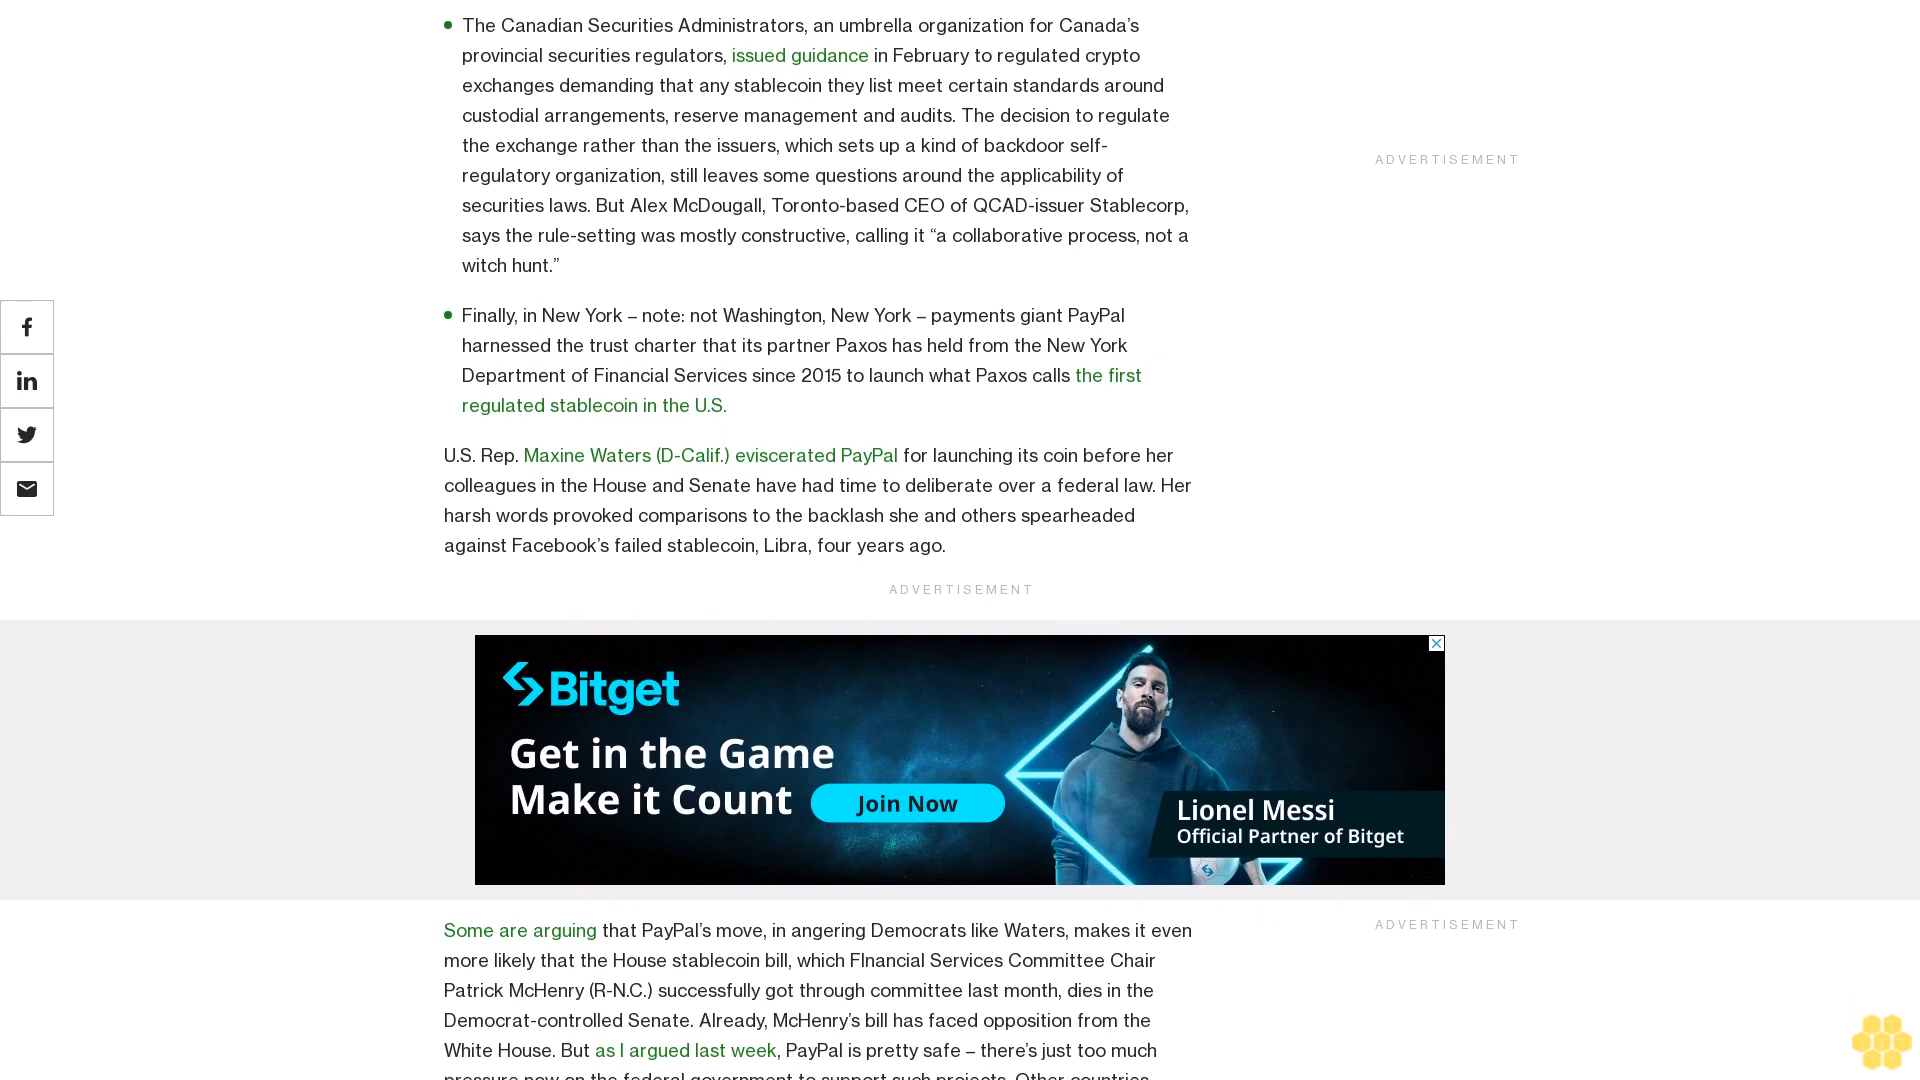 The Canadian Securities Administrators, an umbrella organization for Canada’s
provincial securities regulators, issued guidance in February to regulated crypto
exchanges demanding that any stablecoin they list meet certain standards around
custodial arrangements, reserve management and audits. The decision to regulate
the exchange rather than the issuers, which sets up a kind of backdoor self-
regulatory organization, still leaves some questions around the applicability of
securities laws. But Alex McDougall, Toronto-based CEO of QCAD-issuer Stablecorp,
says the rule-setting was mostly constructive, calling it “a collaborative process, not a
witch hunt.”
ADVERTISEMENT
Finally, in New York – note: not Washington, New York – payments giant PayPal
harnessed the trust charter that its partner Paxos has held from the New York
Department of Financial Services since 2015 to launch what Paxos calls the first
regulated stablecoin in the U.S.
U.S. Rep. Maxine Waters (D-Calif.) eviscerated PayPal for launching its coin before her
colleagues in the House and Senate have had time to deliberate over a federal law. Her
harsh words provoked comparisons to the backlash she and others spearheaded
against Facebook’s failed stablecoin, Libra, four years ago.
ADVERTISEMENT
Bitget
Get in the Game
Make it Count
Join Now
Lionel Messi
Official Partner of Bitget
Some are arguing that PayPal’s move, in angering Democrats like Waters, makes it even
more likely that the House stablecoin bill, which FInancial Services Committee Chair
Patrick McHenry (R-N.C.) successfully got through committee last month, dies in the
Democrat-controlled Senate. Already, McHenry’s bill has faced opposition from the
White House. But as I argued last week, PayPal is pretty safe – there’s just too much
pressure now on the federal government to support such projects. Other countries
ADVERTISEMENT